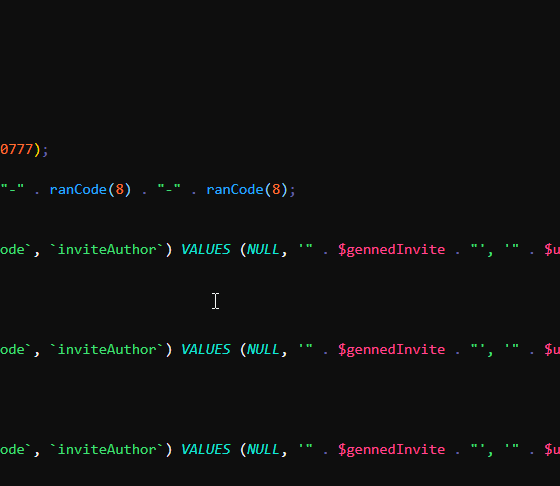 0777);
"-" . ranCode(8) . "-" . ranCode(8);
ode`, `inviteAuthor`) VALUES (NULL, '" . $gennedInvite . "', '" . $u
ode`, `inviteAuthor`) VALUES (NULL, '" . $gennedInvite . "', '" . $u
ode`, `inviteAuthor`) VALUES (NULL, '" . $gennedInvite . "', '" . $u